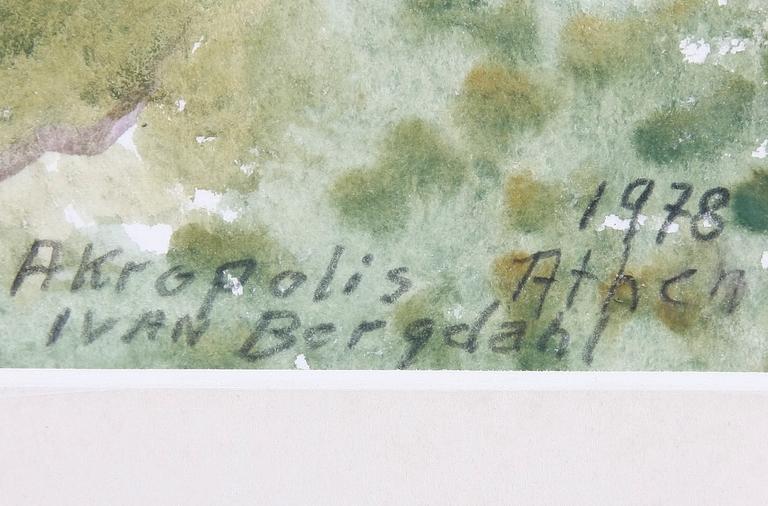 1978
Akropolis Athen
IVAN Bergdahl